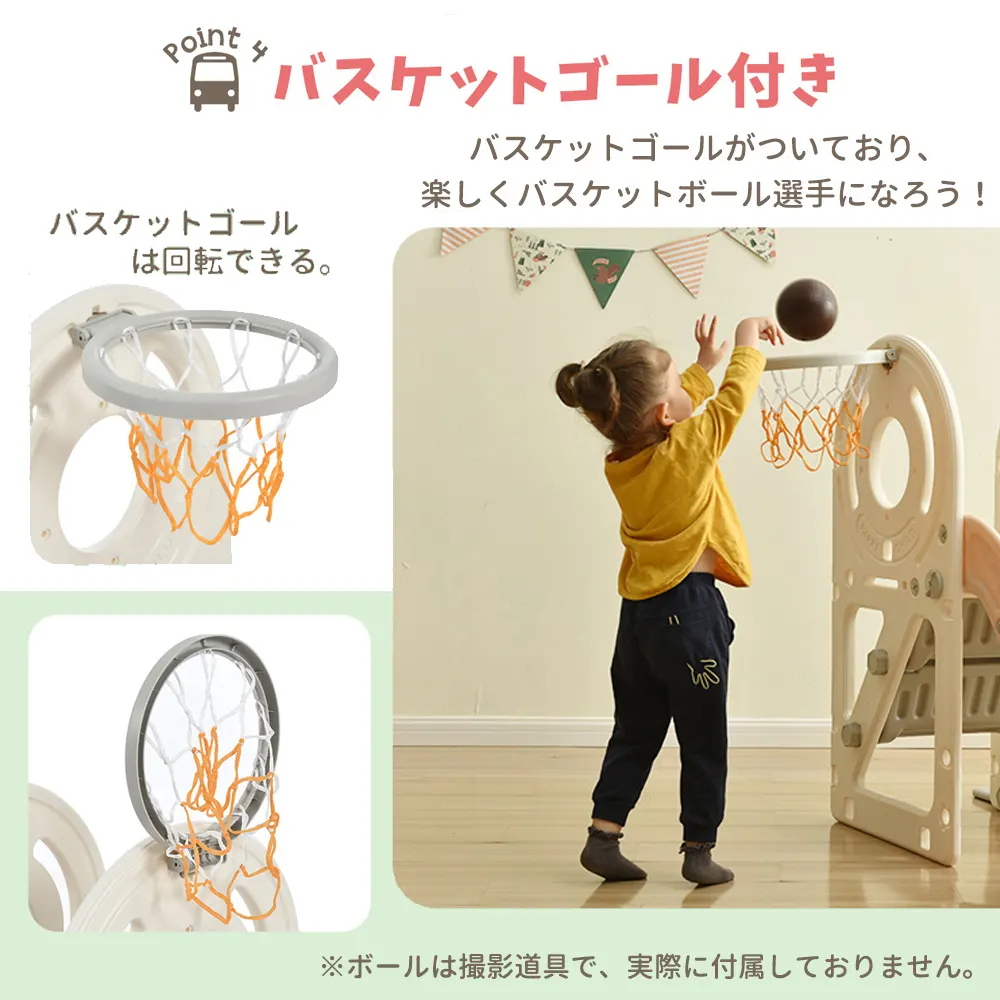 Point 4
バスケットゴール付き
バスケットゴールがついており、
楽しくバスケットボール選手になろう！
バスケットゴール
は回転できる。
※ボールは撮影道具で、実際に付属しておりません。